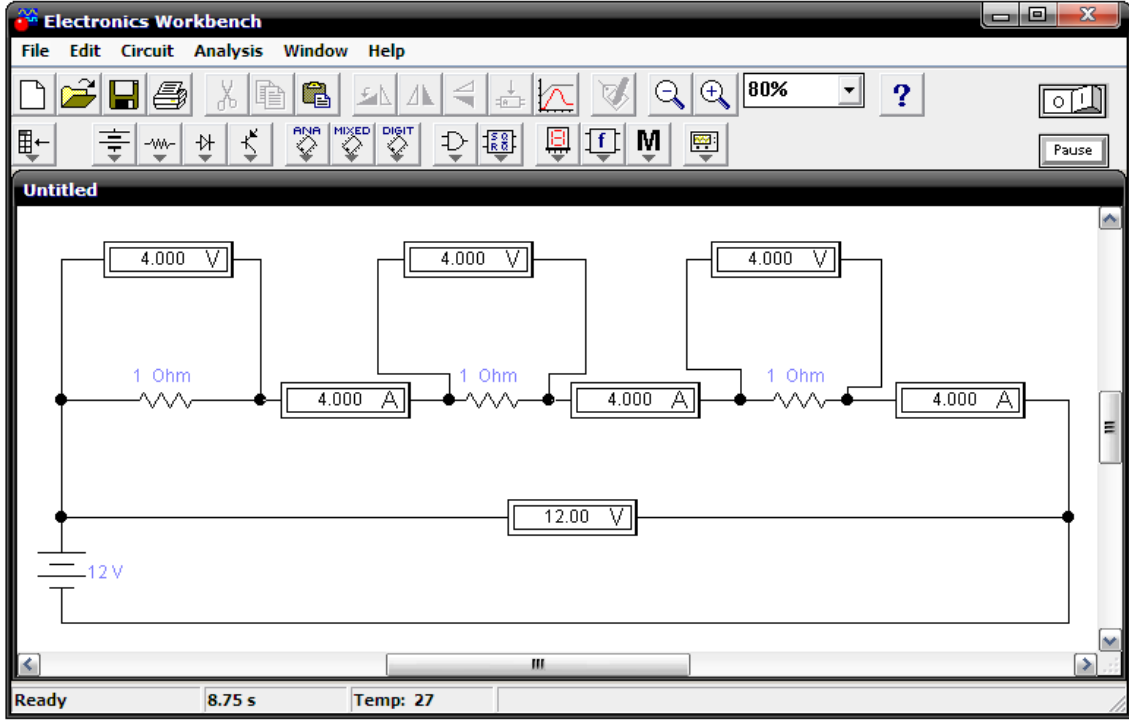 Electronics Workbench
File Edit Circuit Analysis Window Help
80% ?
ANA MIXED DIGIT f M
Pause
Untitled
4.000 V 4.000 V 4.000 V
1 Ohm 1 Ohm 1 Ohm
4.000 A 4.000 A 4.000 A
12.00 V
12 V
Ready 8.75 s Temp: 27